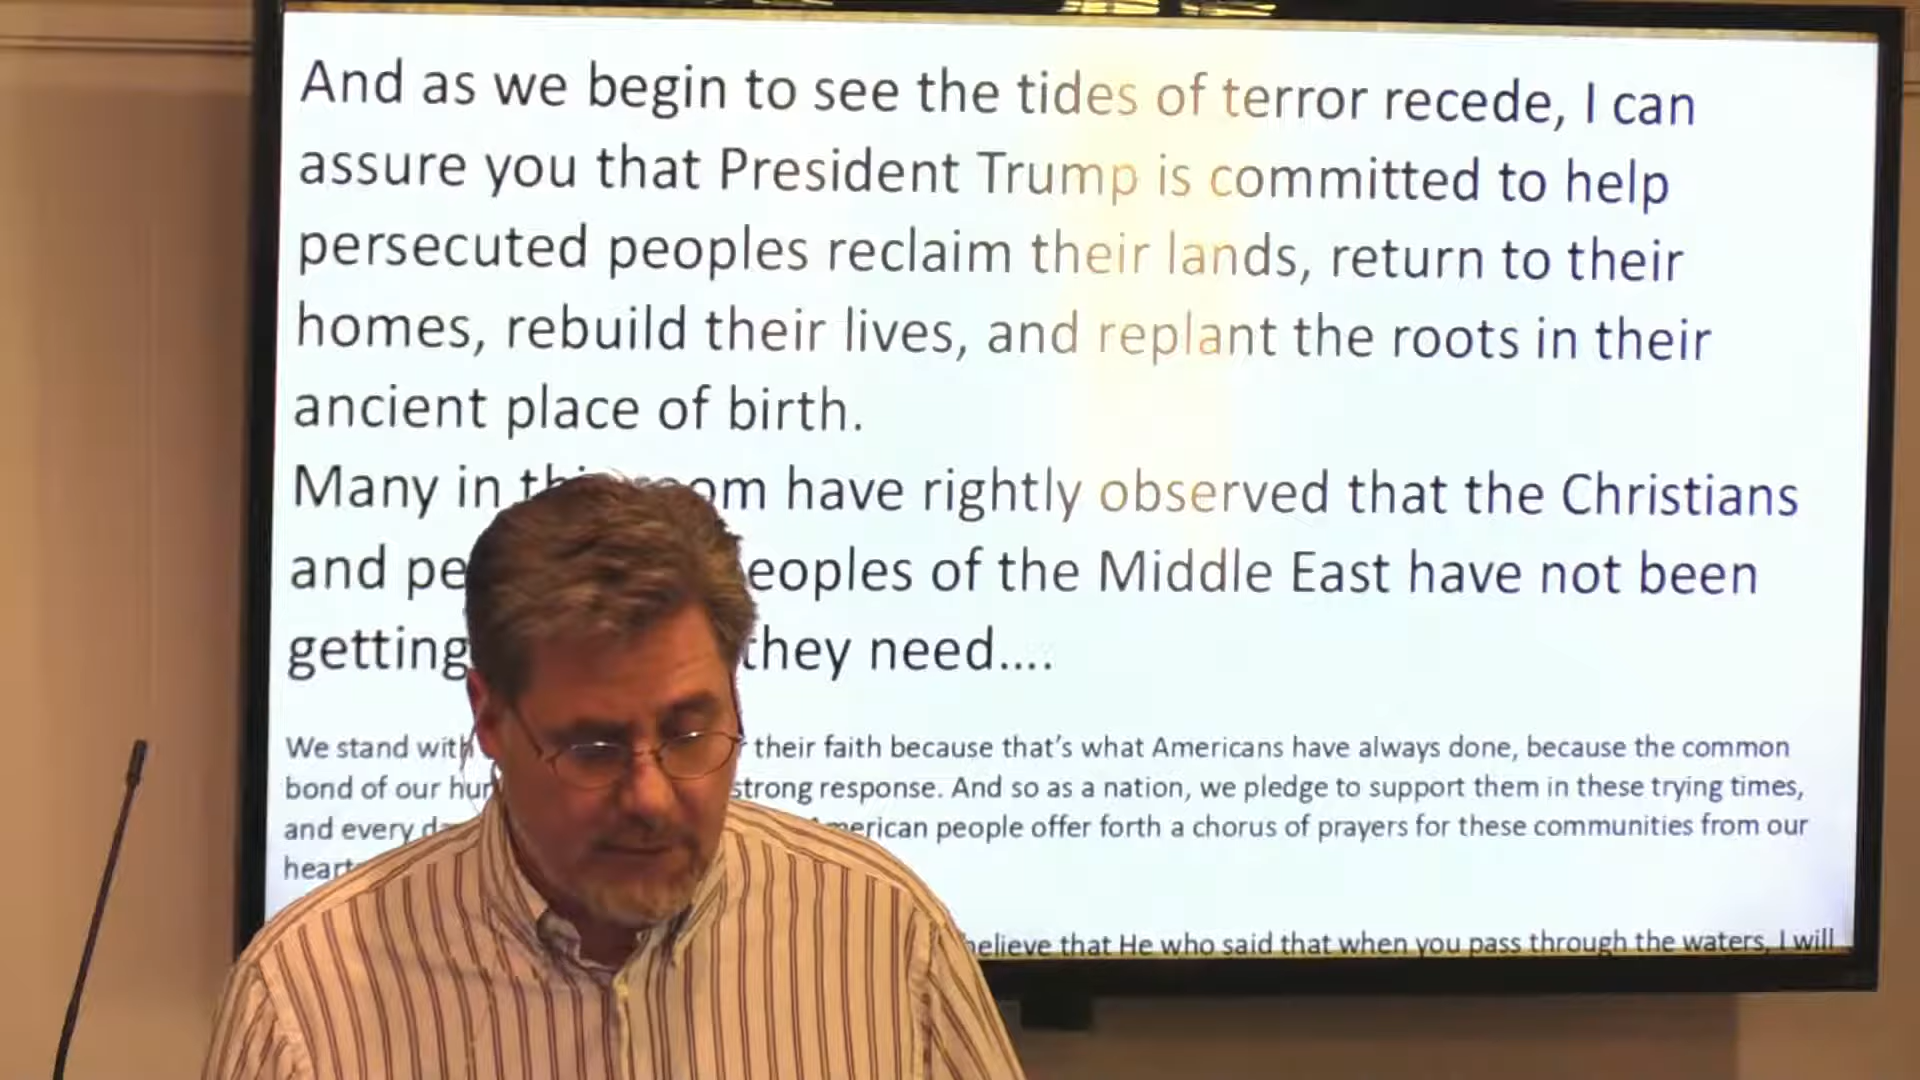 And as we begin to see the tides of terror recede, I can
assure you that President Trump is committed to help
persecuted peoples reclaim their lands, return to their
homes, rebuild their lives, and replant the roots in their
ancient place of birth.
Many in om have rightly observed that the Christians
and pe eoples of the Middle East have not been
getting they need....
We stand with their faith because that's what Americans have always done, because the common
bond of our hu strong response. And so as a nation, we pledge to support them in these trying times,
and every da American people offer forth a chorus of prayers for these communities from our
heart
believe that He who said that when you pass through the waters, I will